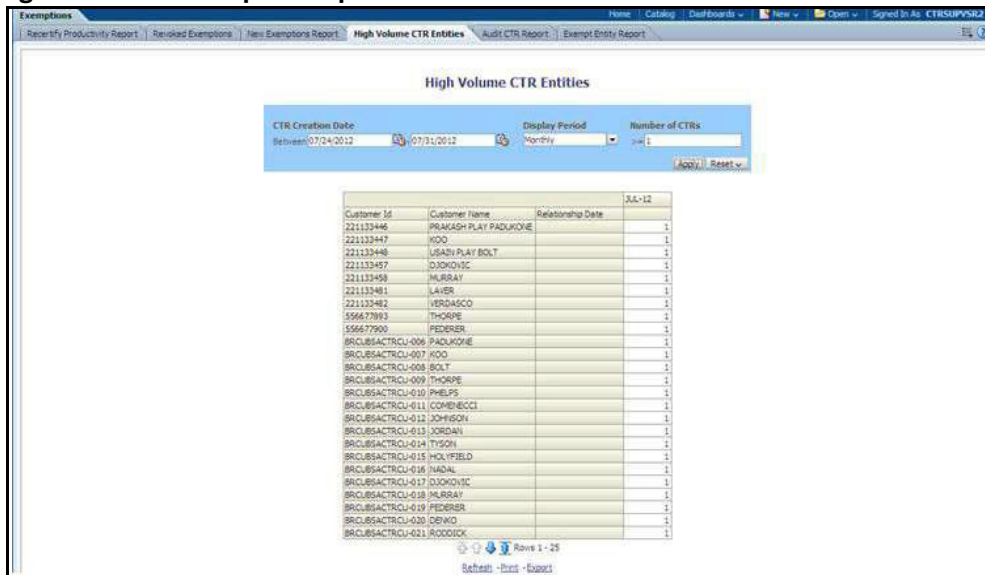 Exemptions
Home Catalog Dashboards New Open Signed In As CTRSUPVSR2
Recertify Productivity Report Revoked Exemptions New Exemptions Report High Volume CTR Entities Audit CTR Report Exempt Entity Report
High Volume CTR Entities
CTR Creation Date Display Period Number of CTRs
Between 07/24/2012 - 07/31/2012 Monthly >= 1
Apply Reset
JUL-12
Customer Id Customer Name Relationship Date
221133446 PRAKASH PLAY PADUKONE 1
221133447 KOO 1
221133448 USAIN PLAY BOLT 1
221133457 DJOKOVIC 1
221133458 MURRAY 1
221133481 LAVER 1
221133482 VERDASCO 1
556677893 THORPE 1
556677900 FEDERER 1
BRCUBSACTRCU-006 PADUKONE 1
BRCUBSACTRCU-007 KOO 1
BRCUBSACTRCU-008 BOLT 1
BRCUBSACTRCU-009 THORPE 1
BRCUBSACTRCU-010 PHELPS 1
BRCUBSACTRCU-011 COMENECCI 1
BRCUBSACTRCU-012 JOHNSON 1
BRCUBSACTRCU-013 JORDAN 1
BRCUBSACTRCU-014 TYSON 1
BRCUBSACTRCU-015 HOLYFIELD 1
BRCUBSACTRCU-016 NADAL 1
BRCUBSACTRCU-017 DJOKOVIC 1
BRCUBSACTRCU-018 MURRAY 1
BRCUBSACTRCU-019 FEDERER 1
BRCUBSACTRCU-020 DENKO 1
BRCUBSACTRCU-021 RODDICK 1
Rows 1 - 25
Refresh - Print - Export